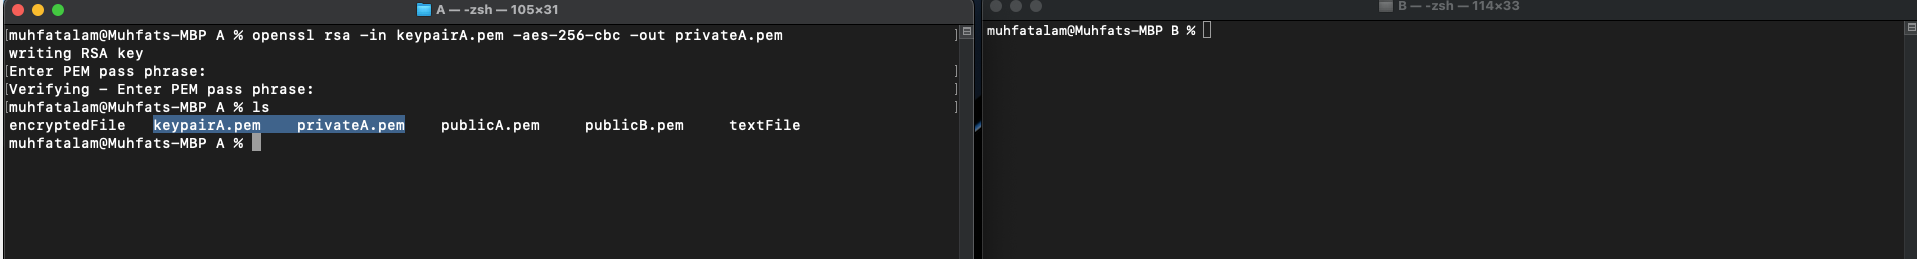 A — -zsh — 105×31
[muhfatalam@Muhfats-MBP A % openssl rsa -in keypairA.pem -aes-256-cbc -out privateA.pem ]
writing RSA key
[Enter PEM pass phrase: ]
[Verifying - Enter PEM pass phrase: ]
[muhfatalam@Muhfats-MBP A % ls ]
encryptedFile keypairA.pem privateA.pem publicA.pem publicB.pem textFile
muhfatalam@Muhfats-MBP A %
B — -zsh — 114×33
muhfatalam@Muhfats-MBP B %